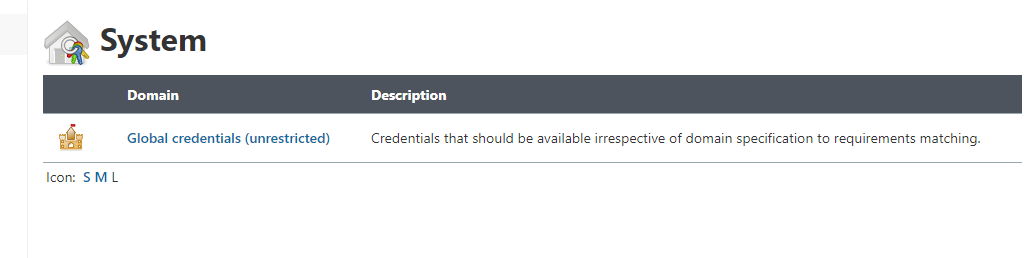 System
Domain Description
Global credentials (unrestricted) Credentials that should be available irrespective of domain specification to requirements matching.
Icon: S M L